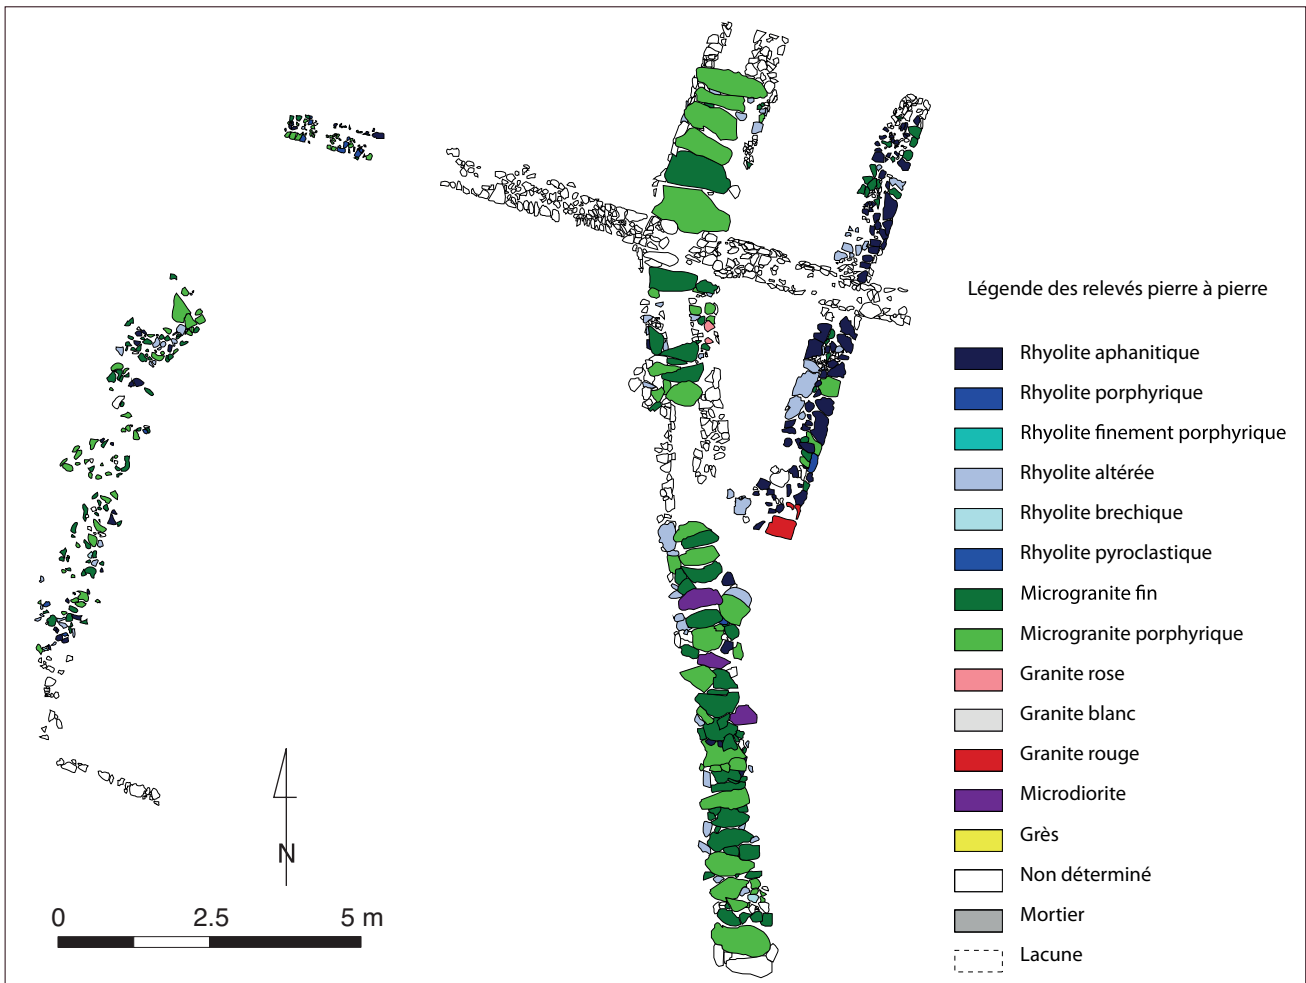 Légende des relevés pierre à pierre
Rhyolite aphanitique
Rhyolite porphyrique
Rhyolite finement porphyrique
Rhyolite altérée
Rhyolite brechique
Rhyolite pyroclastique
Microgranite fin
Microgranite porphyrique
Granite rose
Granite blanc
Granite rouge
Microdiorite
Grès
Non déterminé
Mortier
Lacune
N
0 2.5 5 m